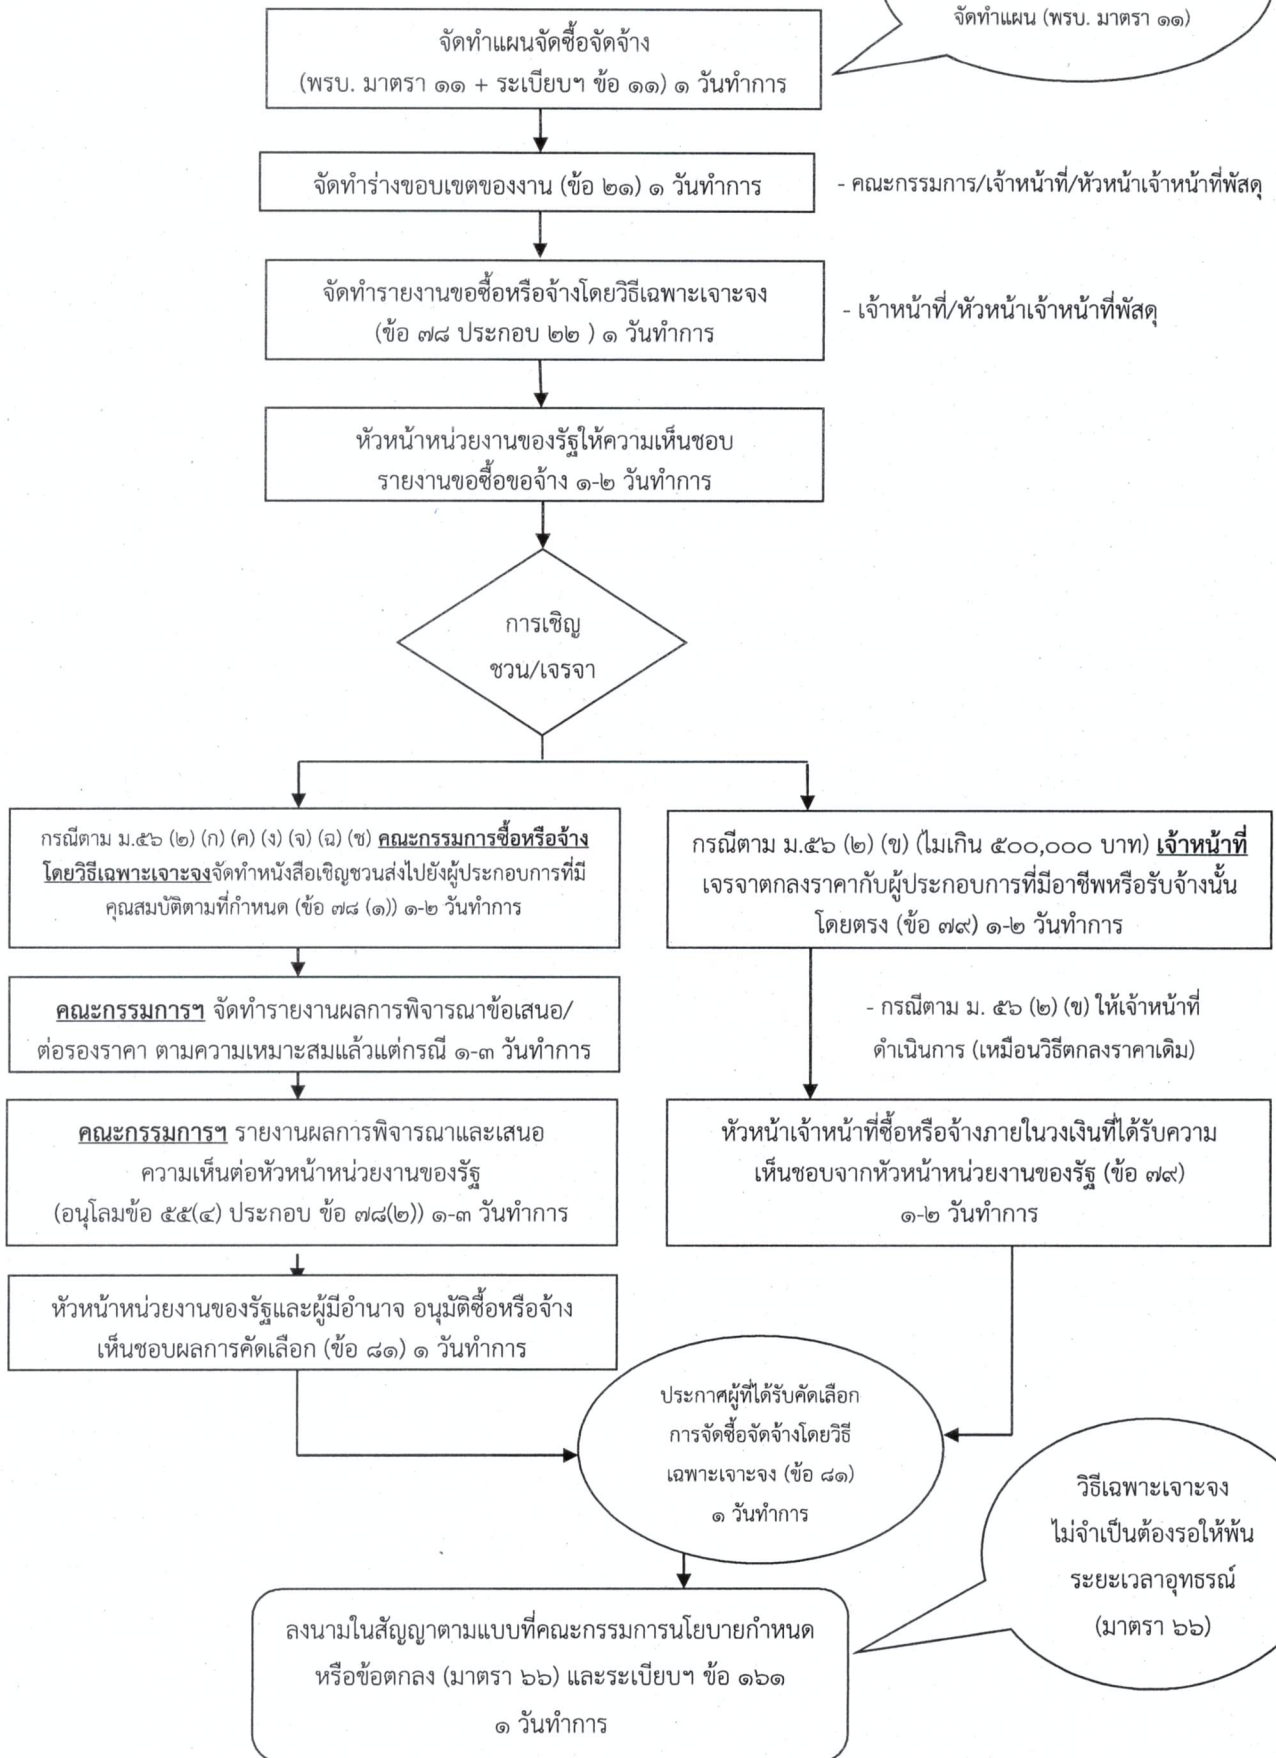 จัดทำแผน (พรบ. มาตรา ๑๑)
จัดทำแผนจัดซื้อจัดจ้าง
(พรบ. มาตรา ๑๑ + ระเบียบฯ ข้อ ๑๑) ๑ วันทำการ
จัดทำร่างขอบเขตของงาน (ข้อ ๒๑) ๑ วันทำการ
- คณะกรรมการ/เจ้าหน้าที่/หัวหน้าเจ้าหน้าที่พัสดุ
จัดทำรายงานขอซื้อหรือจ้างโดยวิธีเฉพาะเจาะจง
(ข้อ ๗๘ ประกอบ ๒๒ ) ๑ วันทำการ
- เจ้าหน้าที่/หัวหน้าเจ้าหน้าที่พัสดุ
หัวหน้าหน่วยงานของรัฐให้ความเห็นชอบ
รายงานขอซื้อขอจ้าง ๑-๒ วันทำการ
การเชิญ
ชวน/เจรจา
กรณีตาม ม.๕๖ (๒) (ก) (ค) (ง) (จ) (ฉ) (ช) คณะกรรมการซื้อหรือจ้าง
โดยวิธีเฉพาะเจาะจงจัดทำหนังสือเชิญชวนส่งไปยังผู้ประกอบการที่มี
คุณสมบัติตามที่กำหนด (ข้อ ๗๘ (๑)) ๑-๒ วันทำการ
คณะกรรมการฯ จัดทำรายงานผลการพิจารณาข้อเสนอ/
ต่อรองราคา ตามความเหมาะสมแล้วแต่กรณี ๑-๓ วันทำการ
คณะกรรมการฯ รายงานผลการพิจารณาและเสนอ
ความเห็นต่อหัวหน้าหน่วยงานของรัฐ
(อนุโลมข้อ ๕๕(๔) ประกอบ ข้อ ๗๘(๒)) ๑-๓ วันทำการ
หัวหน้าหน่วยงานของรัฐและผู้มีอำนาจ อนุมัติซื้อหรือจ้าง
เห็นชอบผลการคัดเลือก (ข้อ ๘๑) ๑ วันทำการ
กรณีตาม ม.๕๖ (๒) (ข) (ไมเกิน ๕๐๐,๐๐๐ บาท) เจ้าหน้าที่
เจรจาตกลงราคากับผู้ประกอบการที่มีอาชีพหรือรับจ้างนั้น
โดยตรง (ข้อ ๗๙) ๑-๒ วันทำการ
- กรณีตาม ม. ๕๖ (๒) (ข) ให้เจ้าหน้าที่
ดำเนินการ (เหมือนวิธีตกลงราคาเดิม)
หัวหน้าเจ้าหน้าที่ซื้อหรือจ้างภายในวงเงินที่ได้รับความ
เห็นชอบจากหัวหน้าหน่วยงานของรัฐ (ข้อ ๗๙)
๑-๒ วันทำการ
ประกาศผู้ที่ได้รับคัดเลือก
การจัดซื้อจัดจ้างโดยวิธี
เฉพาะเจาะจง (ข้อ ๘๑)
๑ วันทำการ
วิธีเฉพาะเจาะจง
ไม่จำเป็นต้องรอให้พ้น
ระยะเวลาอุทธรณ์
(มาตรา ๖๖)
ลงนามในสัญญาตามแบบที่คณะกรรมการนโยบายกำหนด
หรือข้อตกลง (มาตรา ๖๖) และระเบียบฯ ข้อ ๑๖๑
๑ วันทำการ